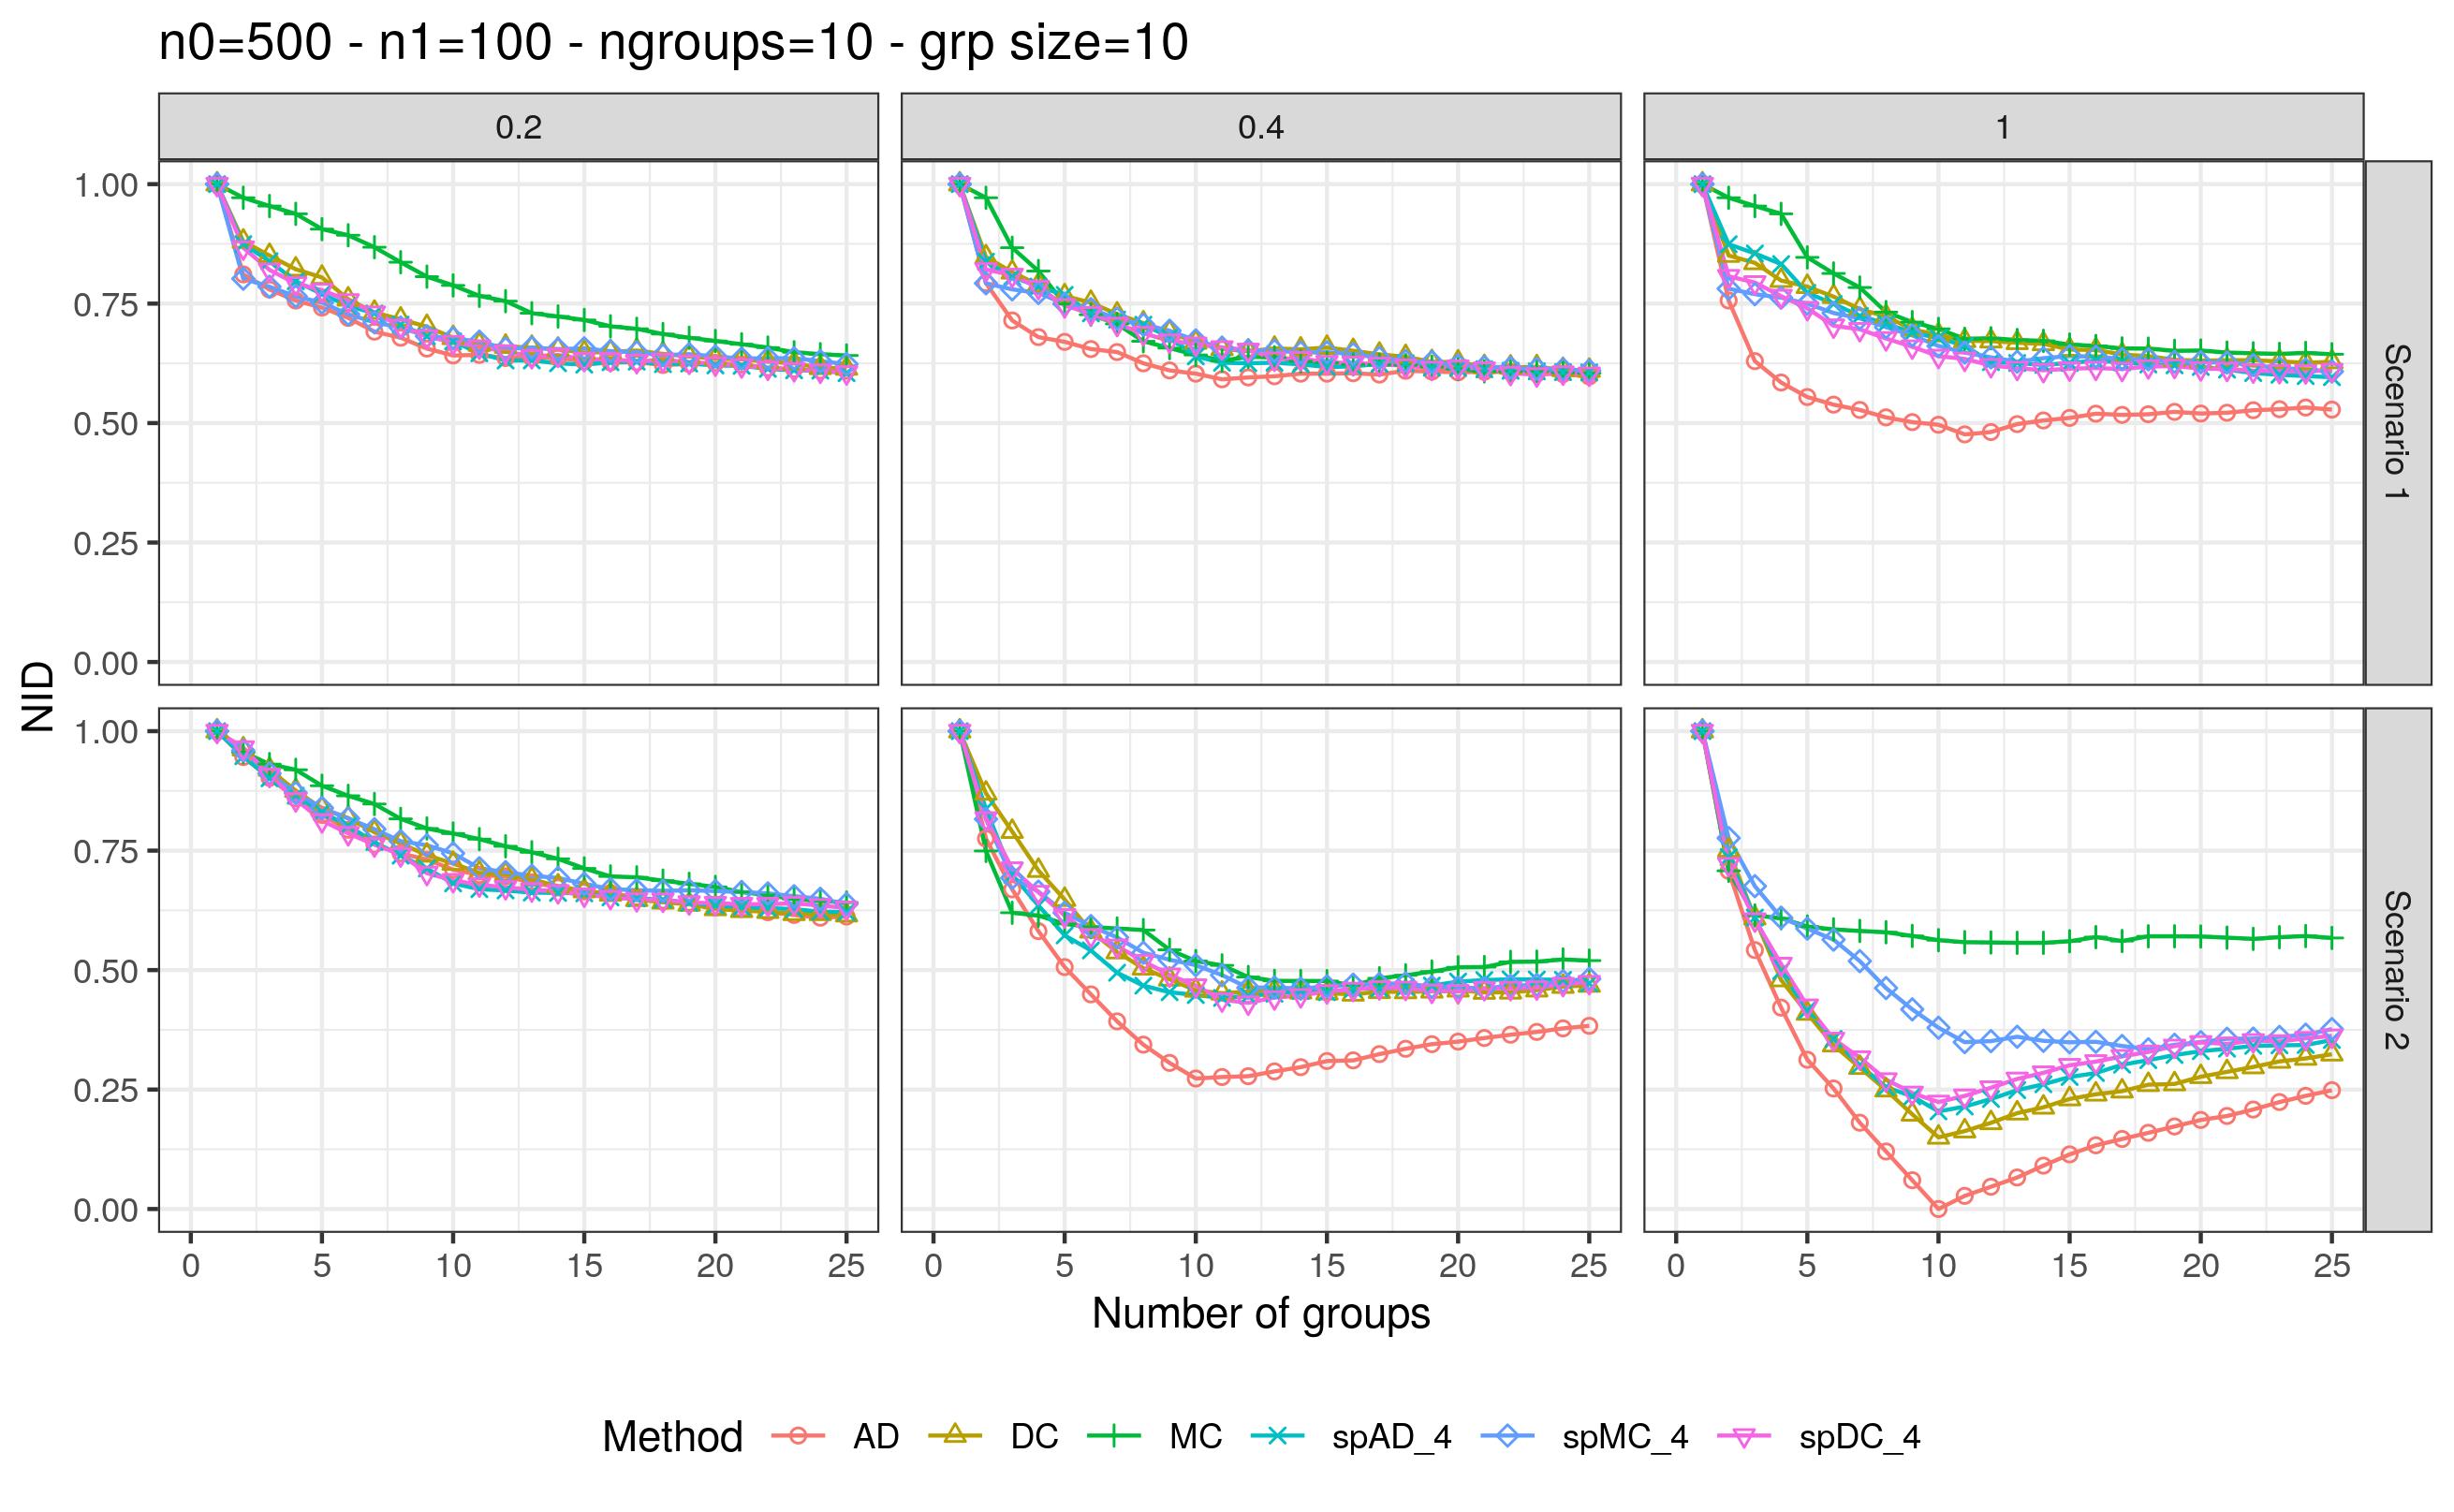 n0=500 - n1=100 - ngroups=10 - grp size=10
0.2 0.4 1
1.00
0.75
0.50
0.25
0.00
Scenario 1
NID
1.00
0.75
0.50
0.25
0.00
Scenario 2
0 5 10 15 20 25 0 5 10 15 20 25 0 5 10 15 20 25
Number of groups
Method AD DC MC spAD_4 spMC_4 spDC_4